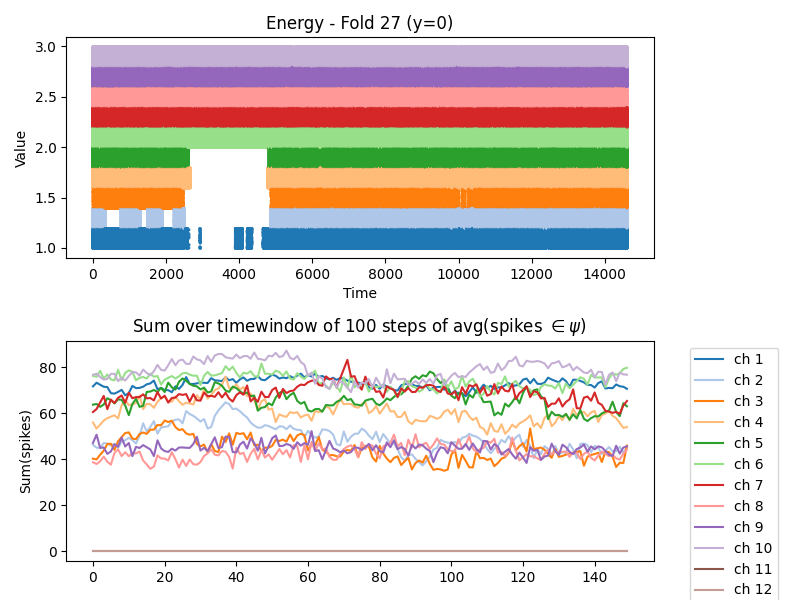 Energy - Fold 27 (y=0)
3.0
2.5
2.0
1.5
1.0
Value
0 2000 4000 6000 8000 10000 12000 14000
Time
Sum over timewindow of 100 steps of avg(spikes ∈ψ)
80
60
40
20
0
Sum(spikes)
0 20 40 60 80 100 120 140
ch 1
ch 2
ch 3
ch 4
ch 5
ch 6
ch 7
ch 8
ch 9
ch 10
ch 11
ch 12